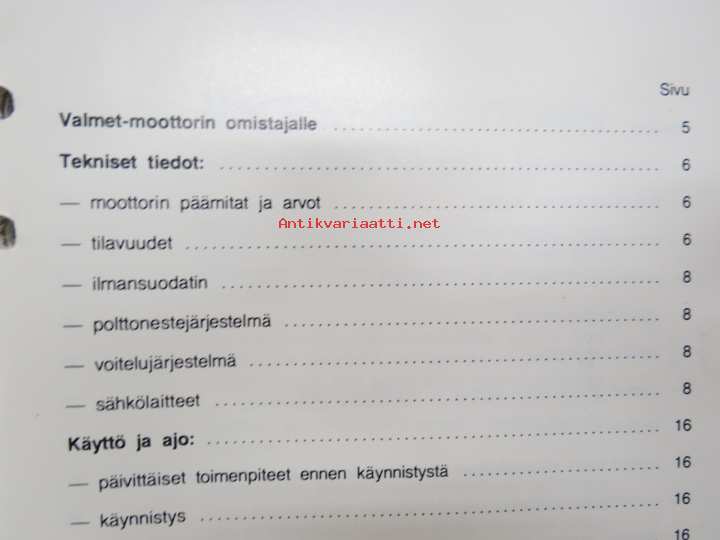 Sivu
Valmet-moottorin omistajalle ........................................ 5
Tekniset tiedot: ........................................ 6
— moottorin päämitat ja arvot ........................................ 6
Antikvariaatti.net
— tilavuudet ........................................ 6
— ilmansuodatin ........................................ 8
— polttonestejärjestelmä ........................................ 8
— voitelujärjestelmä ........................................ 8
— sähkölaitteet ........................................ 8
Käyttö ja ajo: ........................................ 16
— päivittäiset toimenpiteet ennen käynnistystä ........................ 16
— käynnistys ........................................ 16
16